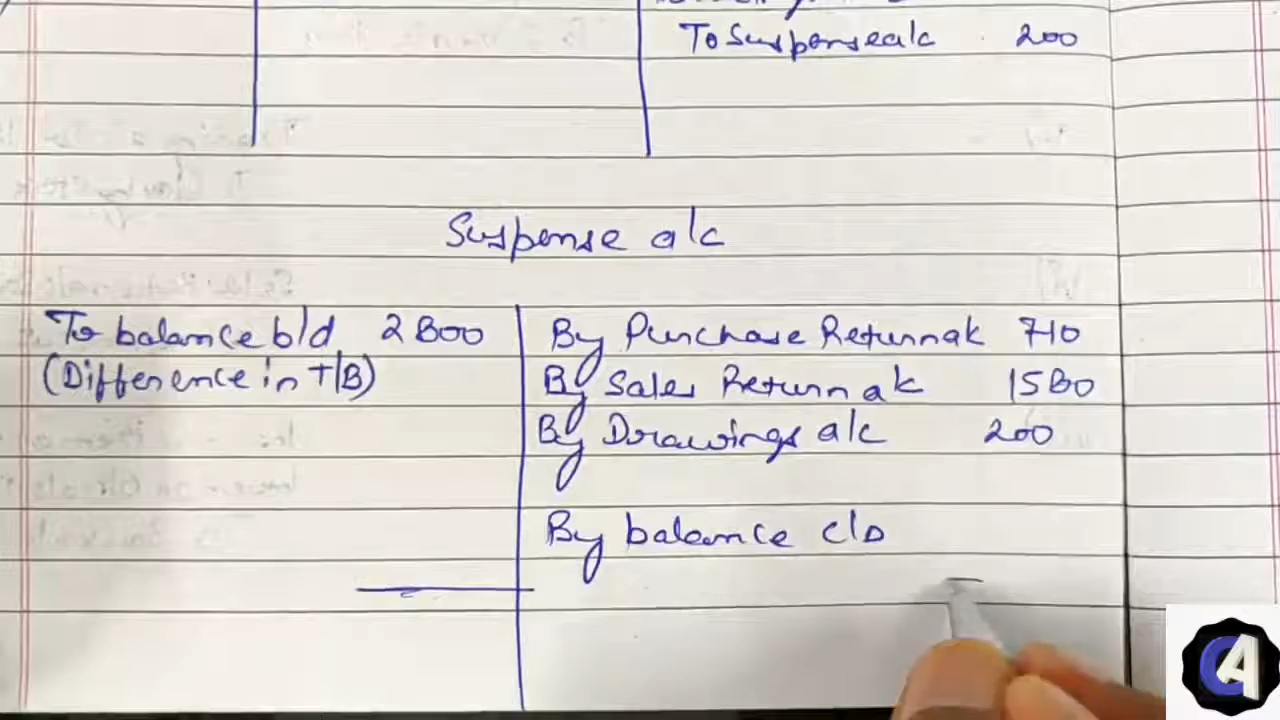 To Suspense a/c 200
Suspense a/c
To balance b/d 2800
(Difference in T/B)
By Purchase Return a/c 710
By Sales Return a/c 1580
By Drawings a/c 200
By balance c/d
CA